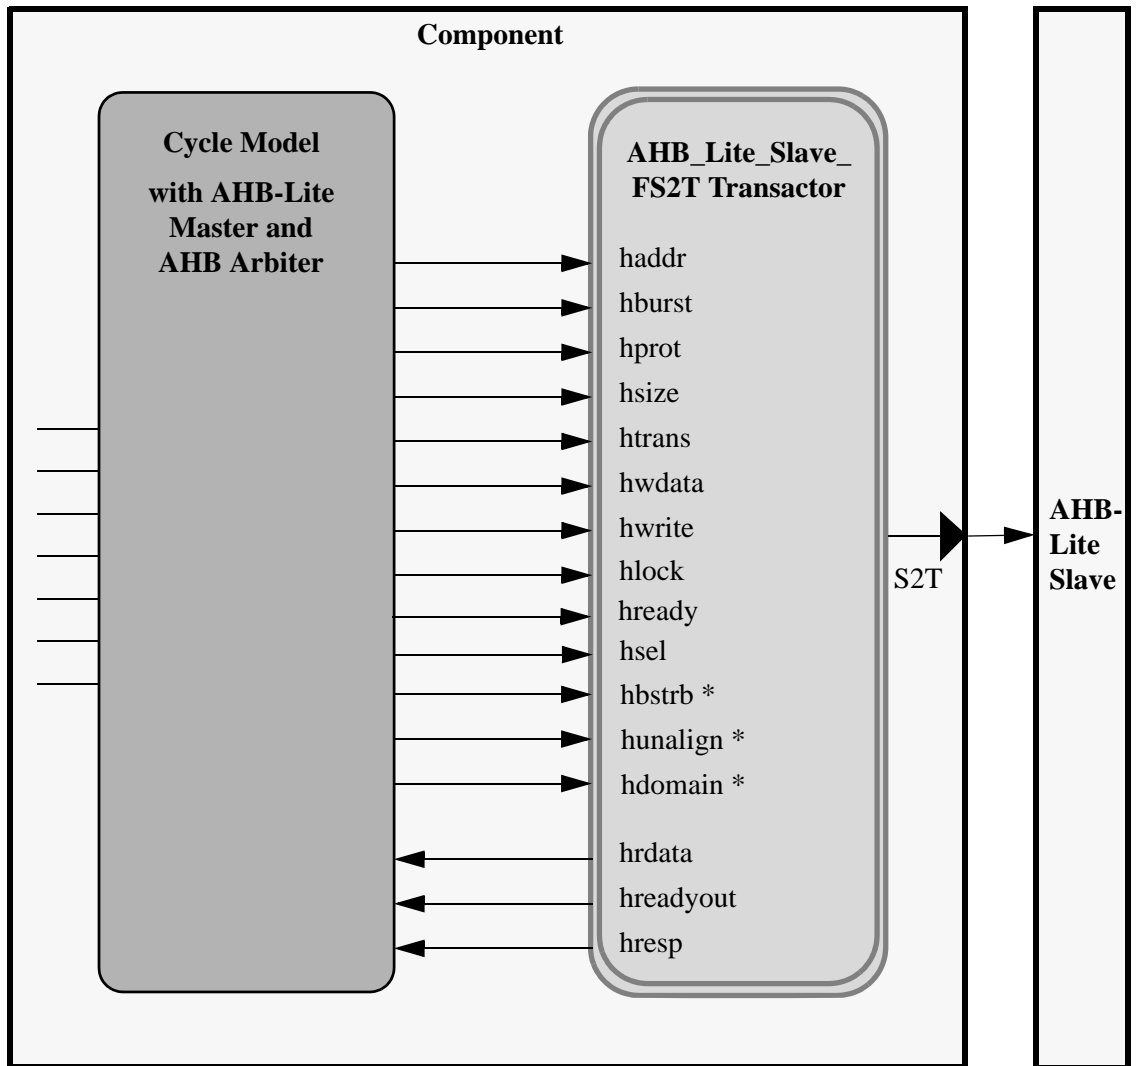 Component
Cycle Model
with AHB-Lite
Master and
AHB Arbiter
AHB_Lite_Slave_
FS2T Transactor
haddr
hburst
hprot
hsize
htrans
hwdata
hwrite
hlock
hready
hsel
hbstrb *
hunalign *
hdomain *
hrdata
hreadyout
hresp
S2T
AHB-
Lite
Slave